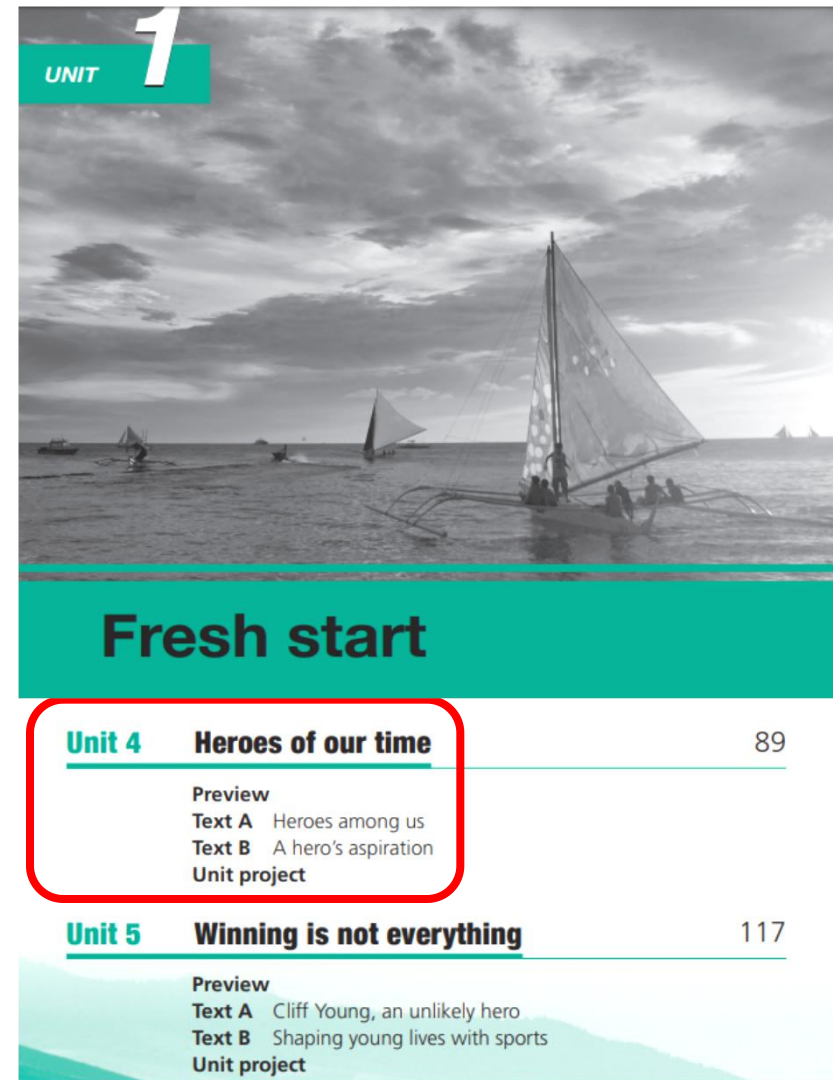 UNIT 1
Fresh start
Unit 4 Heroes of our time 89
Preview
Text A Heroes among us
Text B A hero's aspiration
Unit project
Unit 5 Winning is not everything 117
Preview
Text A Cliff Young, an unlikely hero
Text B Shaping young lives with sports
Unit project